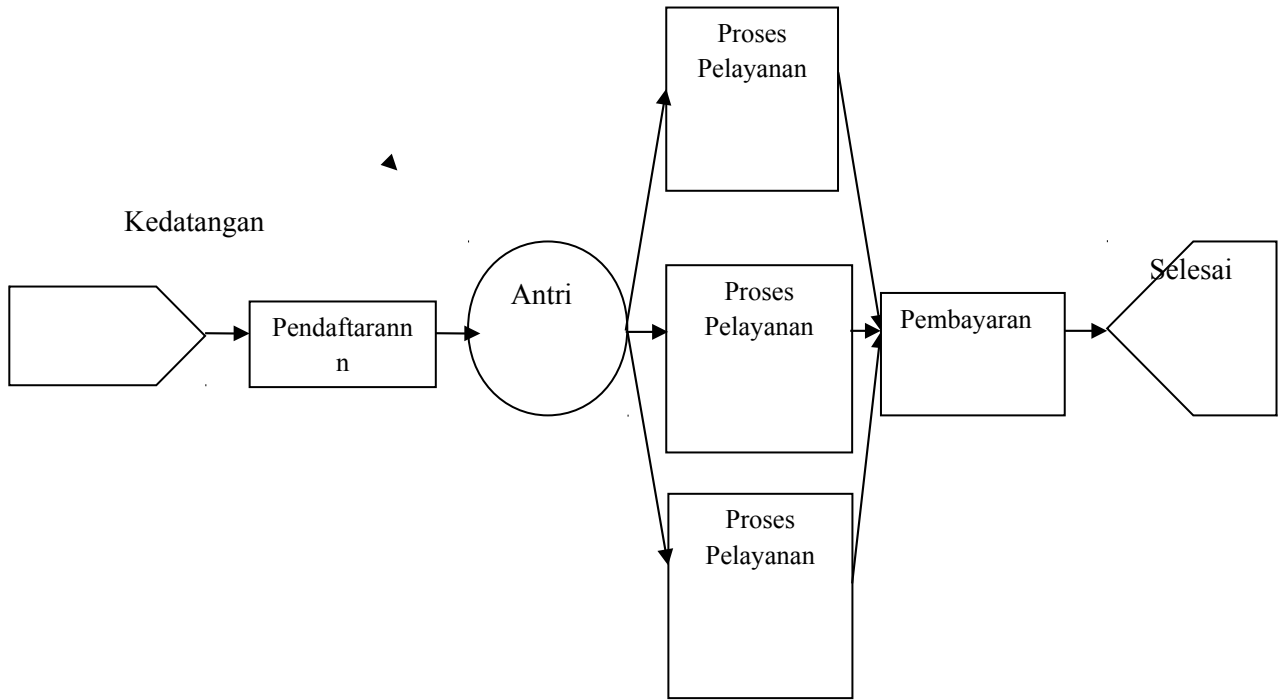 Kedatangan
Pendaftarann
n
Antri
Proses
Pelayanan
Proses
Pelayanan
Proses
Pelayanan
Pembayaran
Selesai